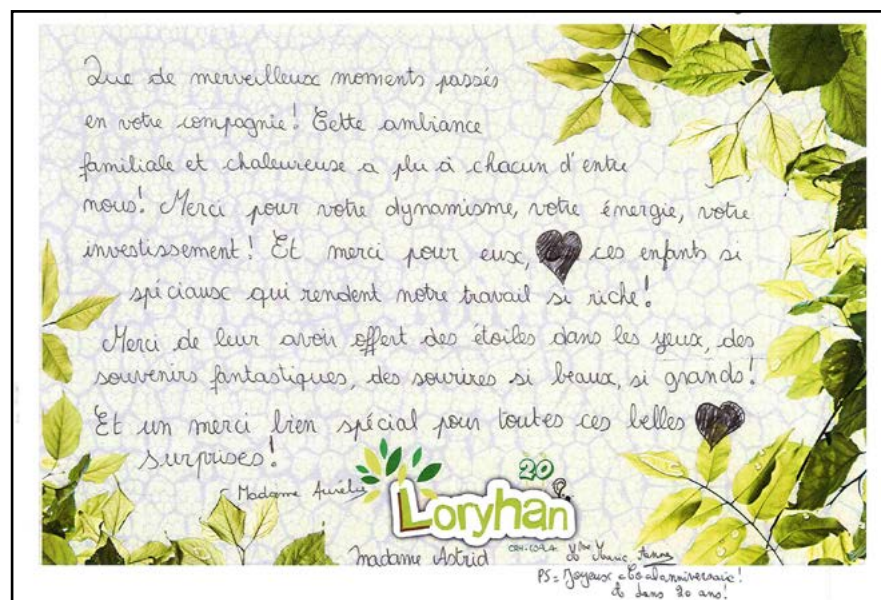 Que de merveilleux moments passés
en votre compagnie! Cette ambiance
familiale et chaleureuse a plu à chacun d'entre
nous! Merci pour votre dynamisme, votre énergie, votre
investissement! Et merci pour eux, ces enfants si
spéciaux qui rendent notre travail si riche!
Merci de leur avoir offert des étoiles dans les yeux, des
souvenirs fantastiques, des sourires si beaux, si grands!
Et un merci bien spécial pour toutes ces belles
surprises!
Madame Aurélie
20
Loryhan
Madame Astrid
Mme Marie Anne
PS: Joyeux
dans 20 ans!